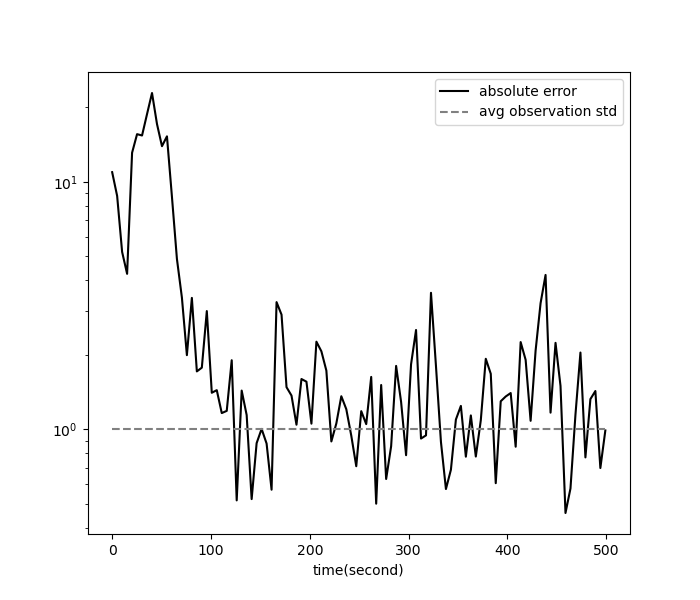 absolute error
avg observation std
10¹
10⁰
0 100 200 300 400 500
time(second)